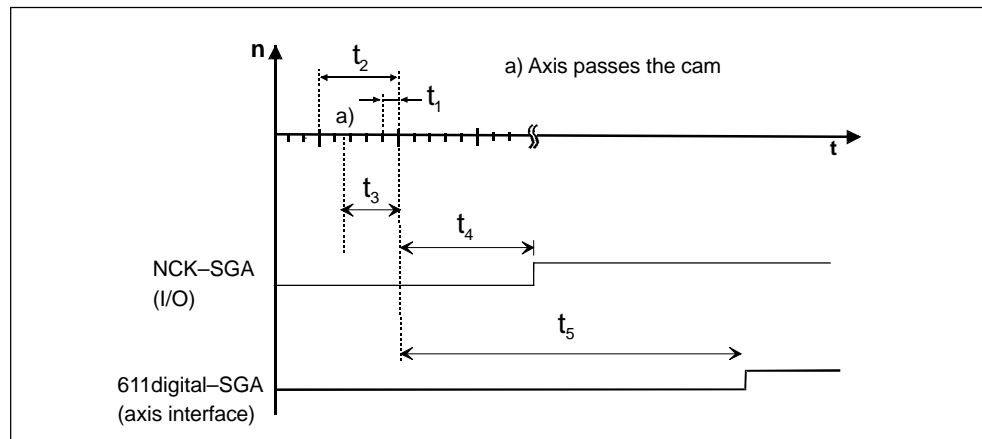 n
t₂
a) Axis passes the cam
t₁
a)
t
t₃
t₄
NCK–SGA
(I/O)
t₅
611digital–SGA
(axis interface)